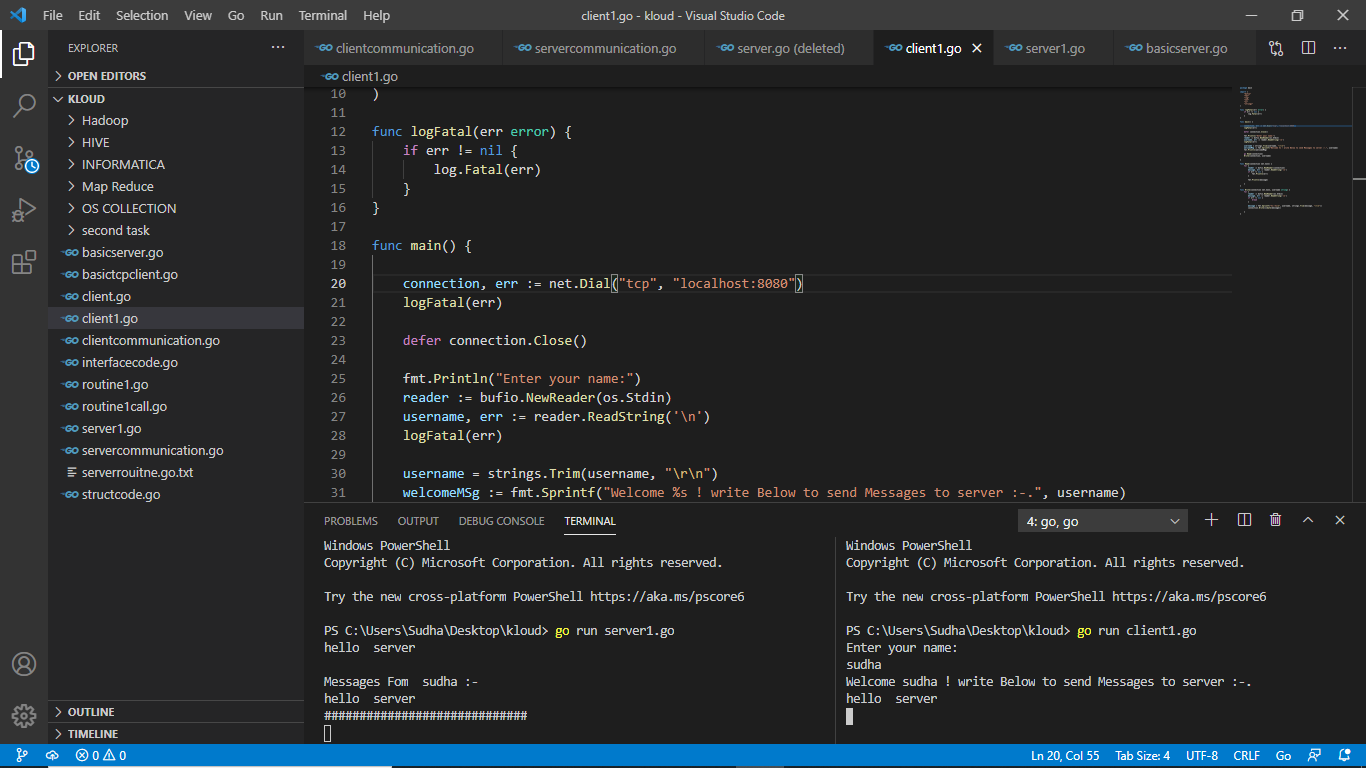 File Edit Selection View Go Run Terminal Help
client1.go - kloud - Visual Studio Code
EXPLORER
OPEN EDITORS
KLOUD
Hadoop
HIVE
INFORMATICA
Map Reduce
OS COLLECTION
second task
basicserver.go
basictcpclient.go
client.go
client1.go
clientcommunication.go
interfacecode.go
routine1.go
routine1call.go
server1.go
servercommunication.go
serverrouitne.go.txt
structcode.go
OUTLINE
TIMELINE
clientcommunication.go servercommunication.go server.go (deleted) client1.go server1.go basicserver.go
client1.go
10 )
11
12 func logFatal(err error) {
13 if err != nil {
14 log.Fatal(err)
15 }
16 }
17
18 func main() {
19
20 connection, err := net.Dial("tcp", "localhost:8080")
21 logFatal(err)
22
23 defer connection.Close()
24
25 fmt.Println("Enter your name:")
26 reader := bufio.NewReader(os.Stdin)
27 username, err := reader.ReadString('\n')
28 logFatal(err)
29
30 username = strings.Trim(username, "\r\n")
31 welcomeMSg := fmt.Sprintf("Welcome %s ! write Below to send Messages to server :-.", username)
PROBLEMS OUTPUT DEBUG CONSOLE TERMINAL
4: go, go
Windows PowerShell
Copyright (C) Microsoft Corporation. All rights reserved.
Try the new cross-platform PowerShell https://aka.ms/pscore6
PS C:\Users\Sudha\Desktop\kloud> go run server1.go
hello server
Messages Fom sudha :-
hello server
#############################
Windows PowerShell
Copyright (C) Microsoft Corporation. All rights reserved.
Try the new cross-platform PowerShell https://aka.ms/pscore6
PS C:\Users\Sudha\Desktop\kloud> go run client1.go
Enter your name:
sudha
Welcome sudha ! write Below to send Messages to server :-.
hello server
0 0
Ln 20, Col 55 Tab Size: 4 UTF-8 CRLF Go